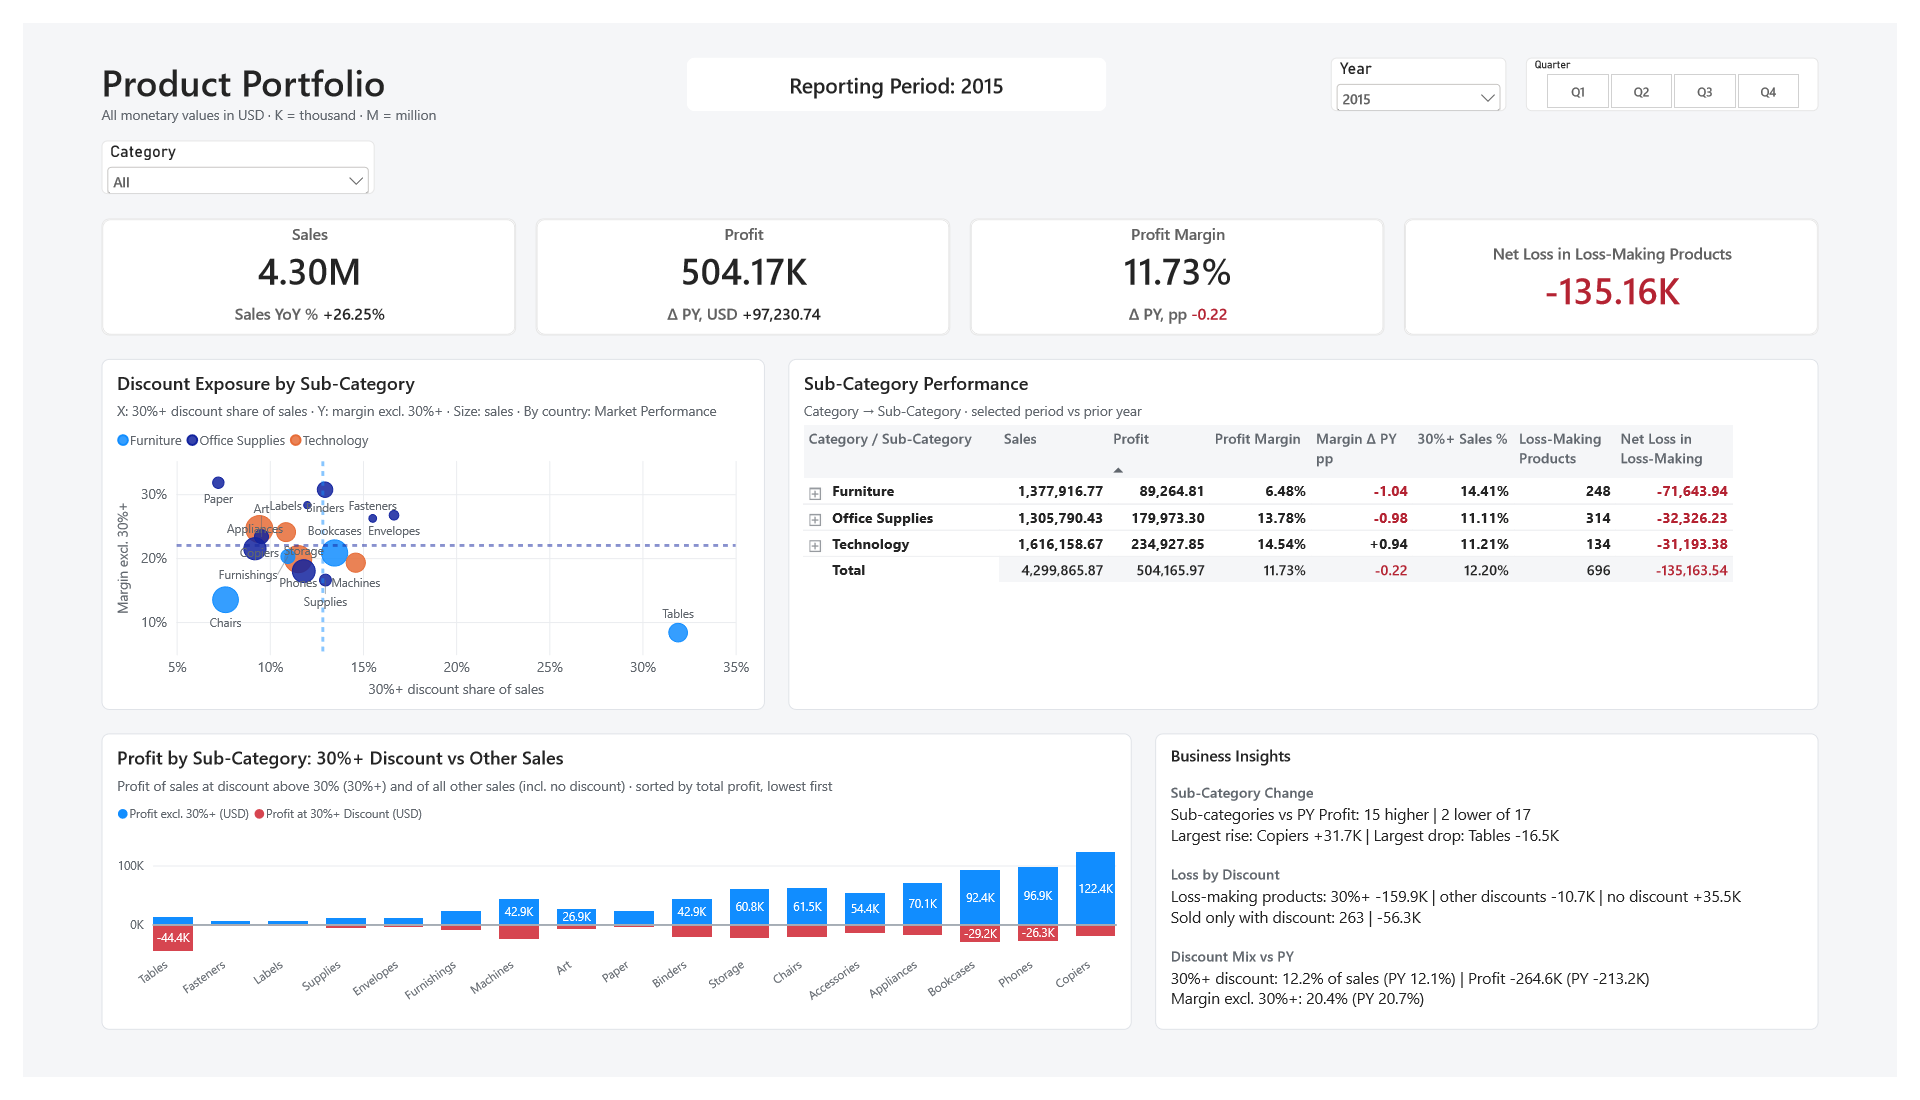 Product Portfolio
All monetary values in USD · K = thousand · M = million
Reporting Period: 2015
Year
2015
Quarter
Q1 Q2 Q3 Q4
Category
All
Sales
4.30M
Sales YoY % +26.25%
Profit
504.17K
Δ PY, USD +97,230.74
Profit Margin
11.73%
Δ PY, pp -0.22
Net Loss in Loss-Making Products
-135.16K
Discount Exposure by Sub-Category
X: 30%+ discount share of sales · Y: margin excl. 30%+ · Size: sales · By country: Market Performance
Furniture Office Supplies Technology
Margin excl. 30%+
30%
20%
10%
Paper
Art
Labels
Binders
Fasteners
Appliances
Bookcases
Envelopes
Copiers
Storage
Furnishings
Phones
Machines
Supplies
Chairs
Tables
5% 10% 15% 20% 25% 30% 35%
30%+ discount share of sales
Sub-Category Performance
Category → Sub-Category · selected period vs prior year
Category / Sub-Category Sales Profit Profit Margin Margin Δ PY pp 30%+ Sales % Loss-Making Products Net Loss in Loss-Making
Furniture 1,377,916.77 89,264.81 6.48% -1.04 14.41% 248 -71,643.94
Office Supplies 1,305,790.43 179,973.30 13.78% -0.98 11.11% 314 -32,326.23
Technology 1,616,158.67 234,927.85 14.54% +0.94 11.21% 134 -31,193.38
Total 4,299,865.87 504,165.97 11.73% -0.22 12.20% 696 -135,163.54
Profit by Sub-Category: 30%+ Discount vs Other Sales
Profit of sales at discount above 30% (30%+) and of all other sales (incl. no discount) · sorted by total profit, lowest first
Profit excl. 30%+ (USD) Profit at 30%+ Discount (USD)
100K
0K
-44.4K 42.9K 26.9K 42.9K 60.8K 61.5K 54.4K 70.1K 92.4K -29.2K 96.9K -26.3K 122.4K
Tables Fasteners Labels Supplies Envelopes Furnishings Machines Art Paper Binders Storage Chairs Accessories Appliances Bookcases Phones Copiers
Business Insights
Sub-Category Change
Sub-categories vs PY Profit: 15 higher | 2 lower of 17
Largest rise: Copiers +31.7K | Largest drop: Tables -16.5K
Loss by Discount
Loss-making products: 30%+ -159.9K | other discounts -10.7K | no discount +35.5K
Sold only with discount: 263 | -56.3K
Discount Mix vs PY
30%+ discount: 12.2% of sales (PY 12.1%) | Profit -264.6K (PY -213.2K)
Margin excl. 30%+: 20.4% (PY 20.7%)